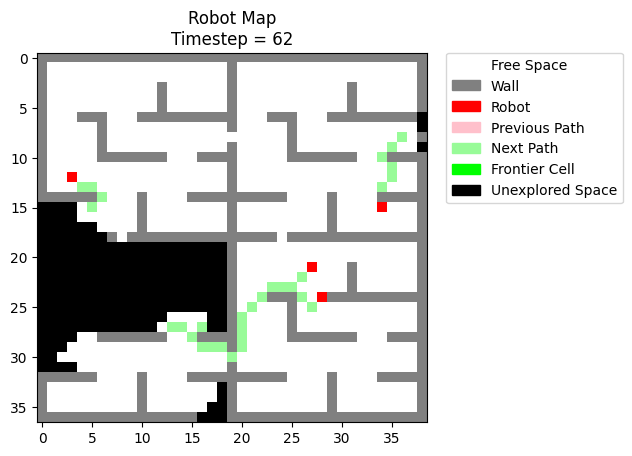 Robot Map
Timestep = 62
Free Space
Wall
Robot
Previous Path
Next Path
Frontier Cell
Unexplored Space
0
5
10
15
20
25
30
35
0
5
10
15
20
25
30
35